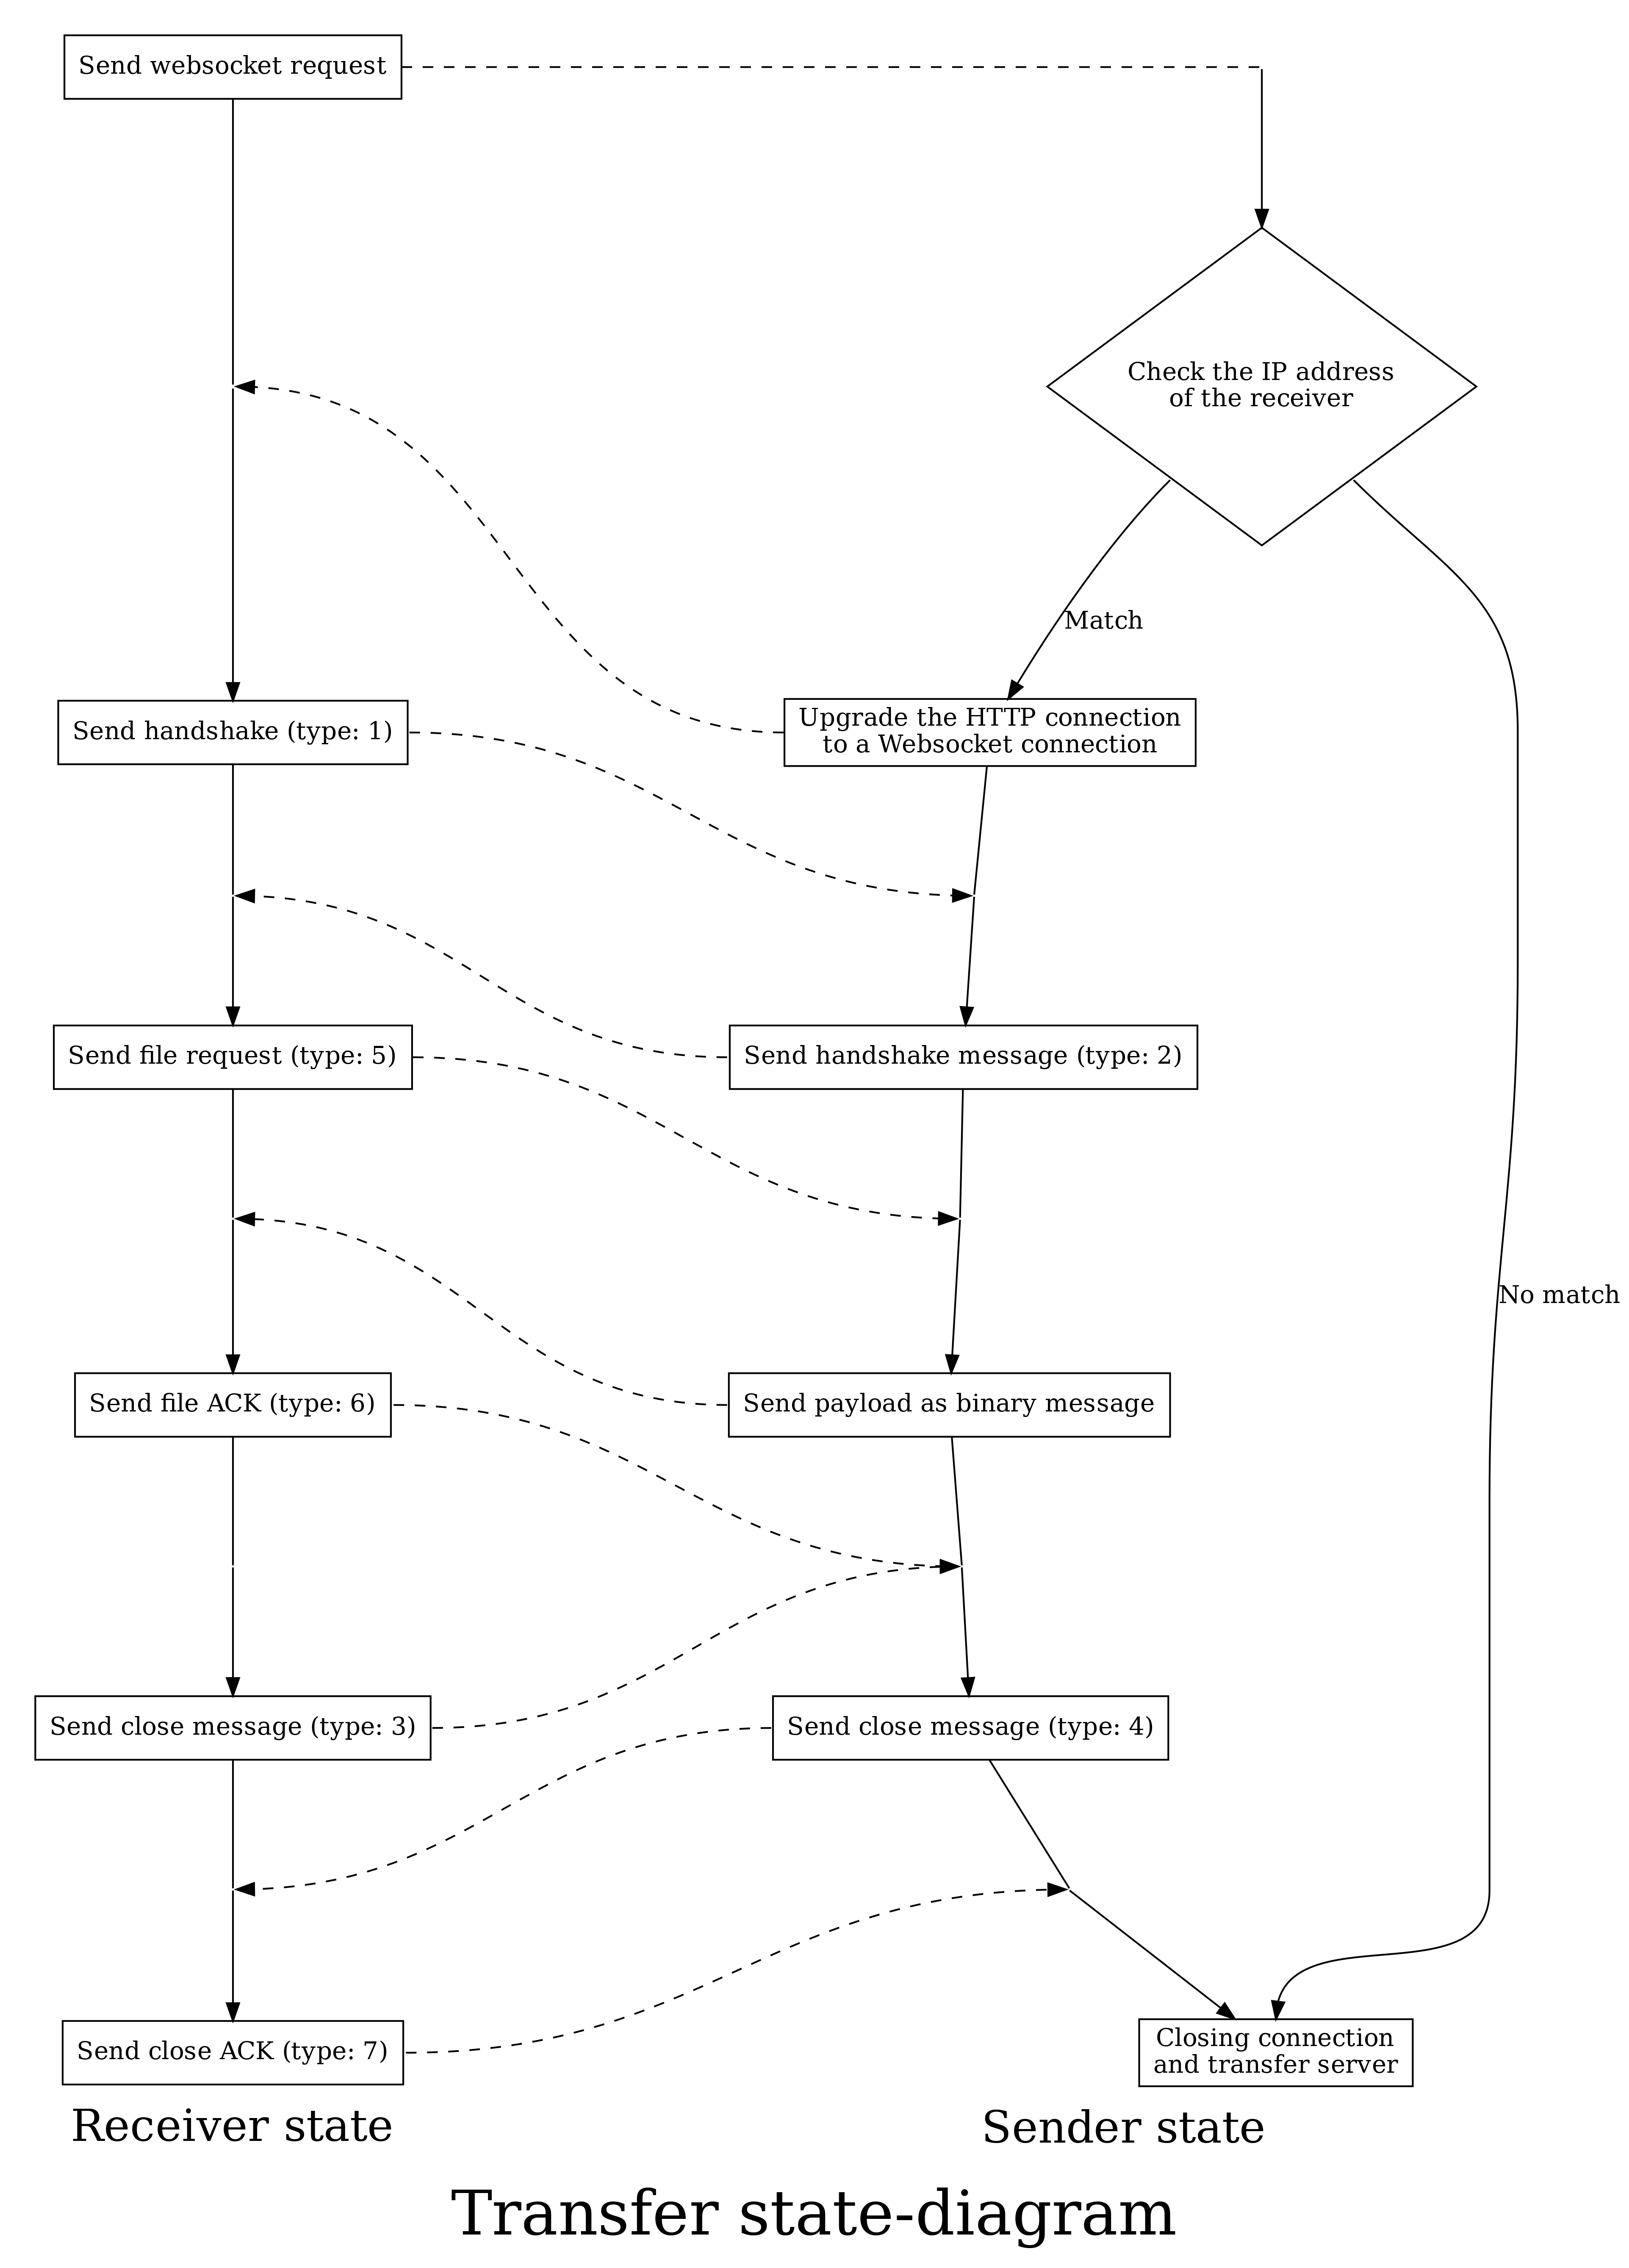 Send websocket request
Check the IP address
of the receiver
Match
Send handshake (type: 1)
Upgrade the HTTP connection
to a Websocket connection
Send file request (type: 5)
Send handshake message (type: 2)
No match
Send file ACK (type: 6)
Send payload as binary message
Send close message (type: 3)
Send close message (type: 4)
Send close ACK (type: 7)
Closing connection
and transfer server
Receiver state
Sender state
Transfer state-diagram